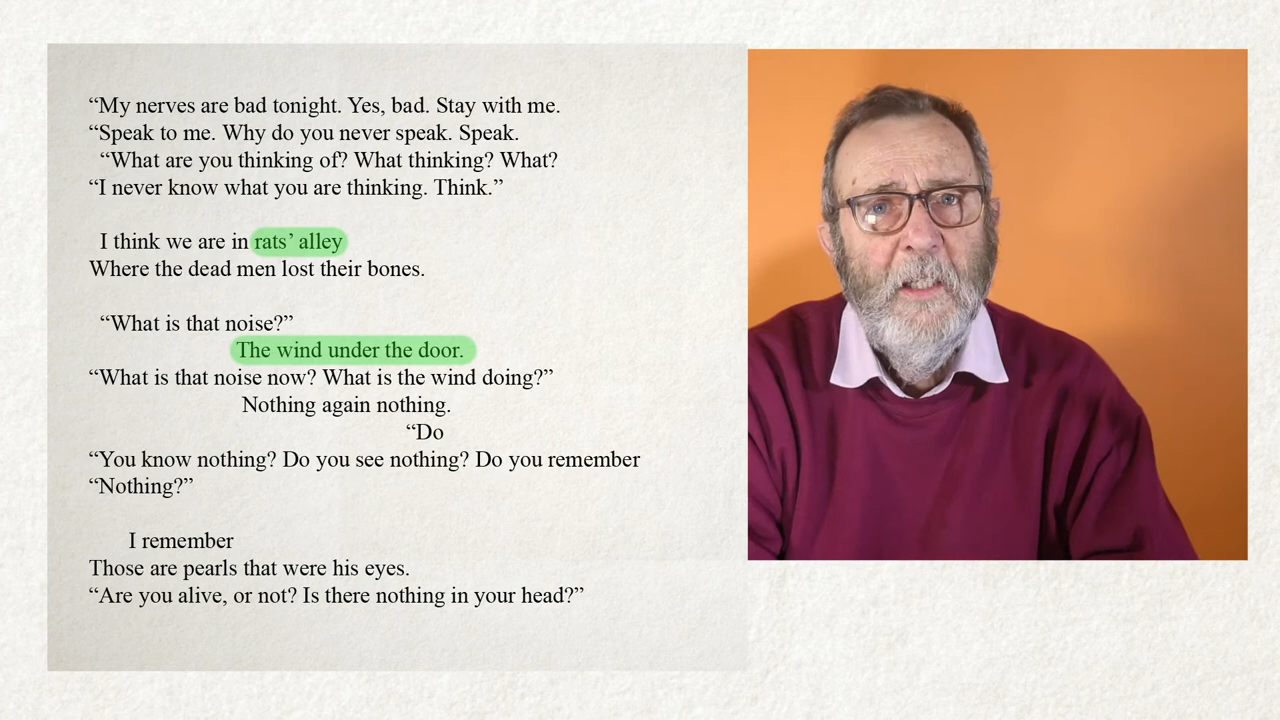 “My nerves are bad tonight. Yes, bad. Stay with me.
“Speak to me. Why do you never speak. Speak.
“What are you thinking of? What thinking? What?
“I never know what you are thinking. Think.”
I think we are in rats’ alley
Where the dead men lost their bones.
“What is that noise?”
The wind under the door.
“What is that noise now? What is the wind doing?”
Nothing again nothing.
“Do
“You know nothing? Do you see nothing? Do you remember
“Nothing?”
I remember
Those are pearls that were his eyes.
“Are you alive, or not? Is there nothing in your head?”